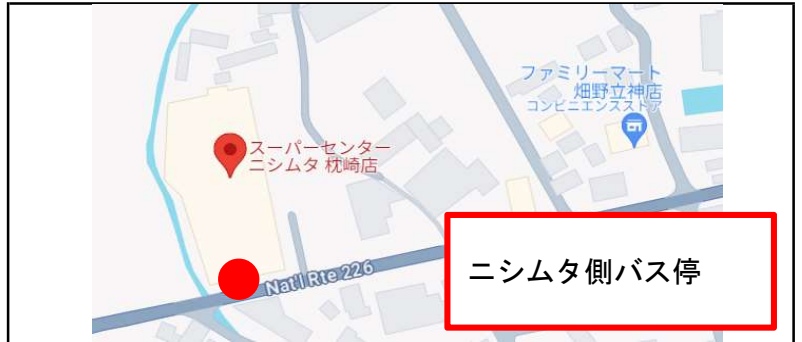 ファミリーマート
畑野立神店
コンビニエンスストア
スーパーセンター
ニシムタ 枕崎店
Nat'l Rte 226
ニシムタ側バス停